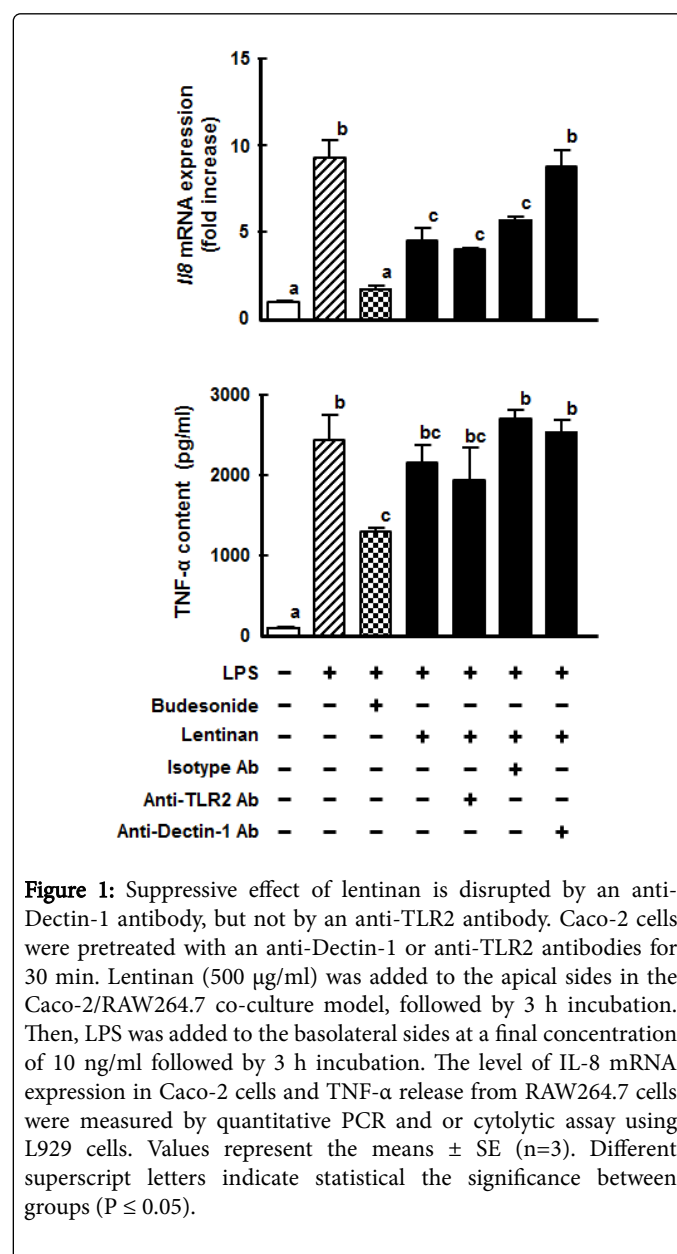 15
10
5
0
Il8 mRNA expression
(fold increase)
a
b
a
c
c
c
b
3000
2000
1000
0
TNF-α content (pg/ml)
a
b
c
bc
bc
b
b
LPS − + + + + + +
Budesonide − − + − − − −
Lentinan − − − + + + +
Isotype Ab − − − − − + −
Anti-TLR2 Ab − − − − + − −
Anti-Dectin-1 Ab − − − − − − +
Figure 1: Suppressive effect of lentinan is disrupted by an anti-
Dectin-1 antibody, but not by an anti-TLR2 antibody. Caco-2 cells
were pretreated with an anti-Dectin-1 or anti-TLR2 antibodies for
30 min. Lentinan (500 μg/ml) was added to the apical sides in the
Caco-2/RAW264.7 co-culture model, followed by 3 h incubation.
Then, LPS was added to the basolateral sides at a final concentration
of 10 ng/ml followed by 3 h incubation. The level of IL-8 mRNA
expression in Caco-2 cells and TNF-α release from RAW264.7 cells
were measured by quantitative PCR and or cytolytic assay using
L929 cells. Values represent the means ± SE (n=3). Different
superscript letters indicate statistical the significance between
groups (P ≤ 0.05).